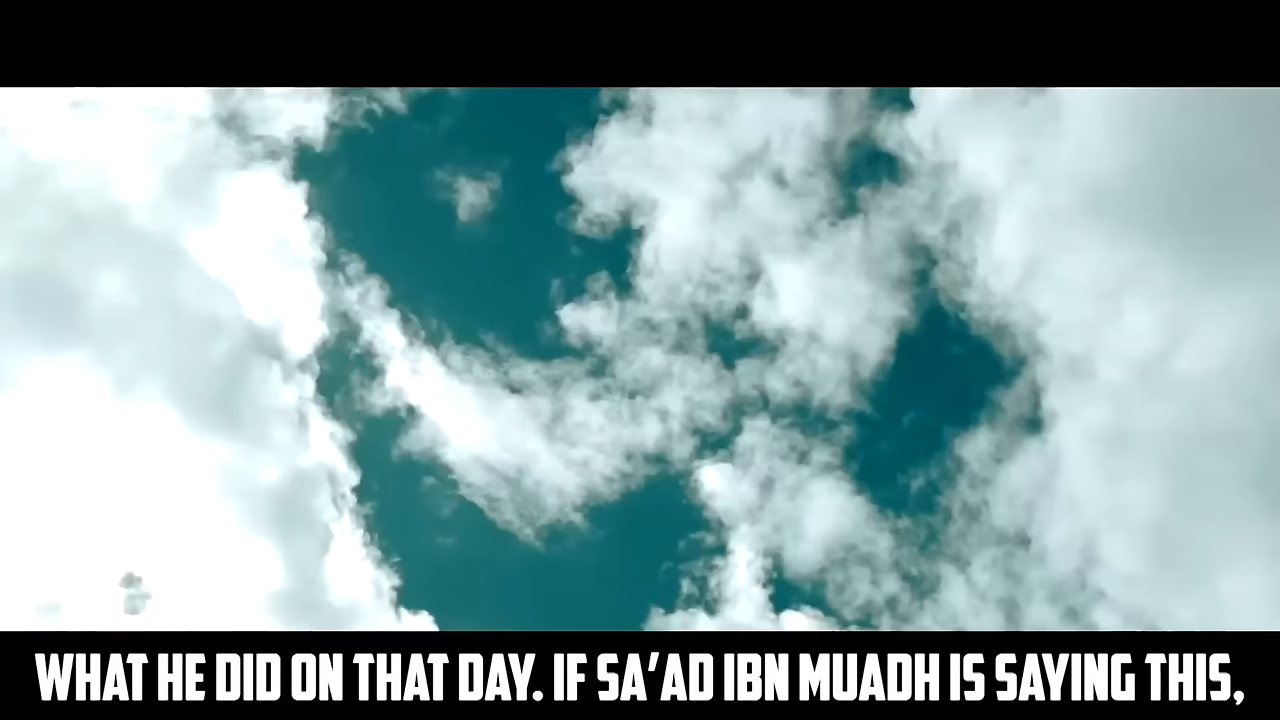 WHAT HE DID ON THAT DAY. IF SA'AD IBN MUADH IS SAYING THIS,